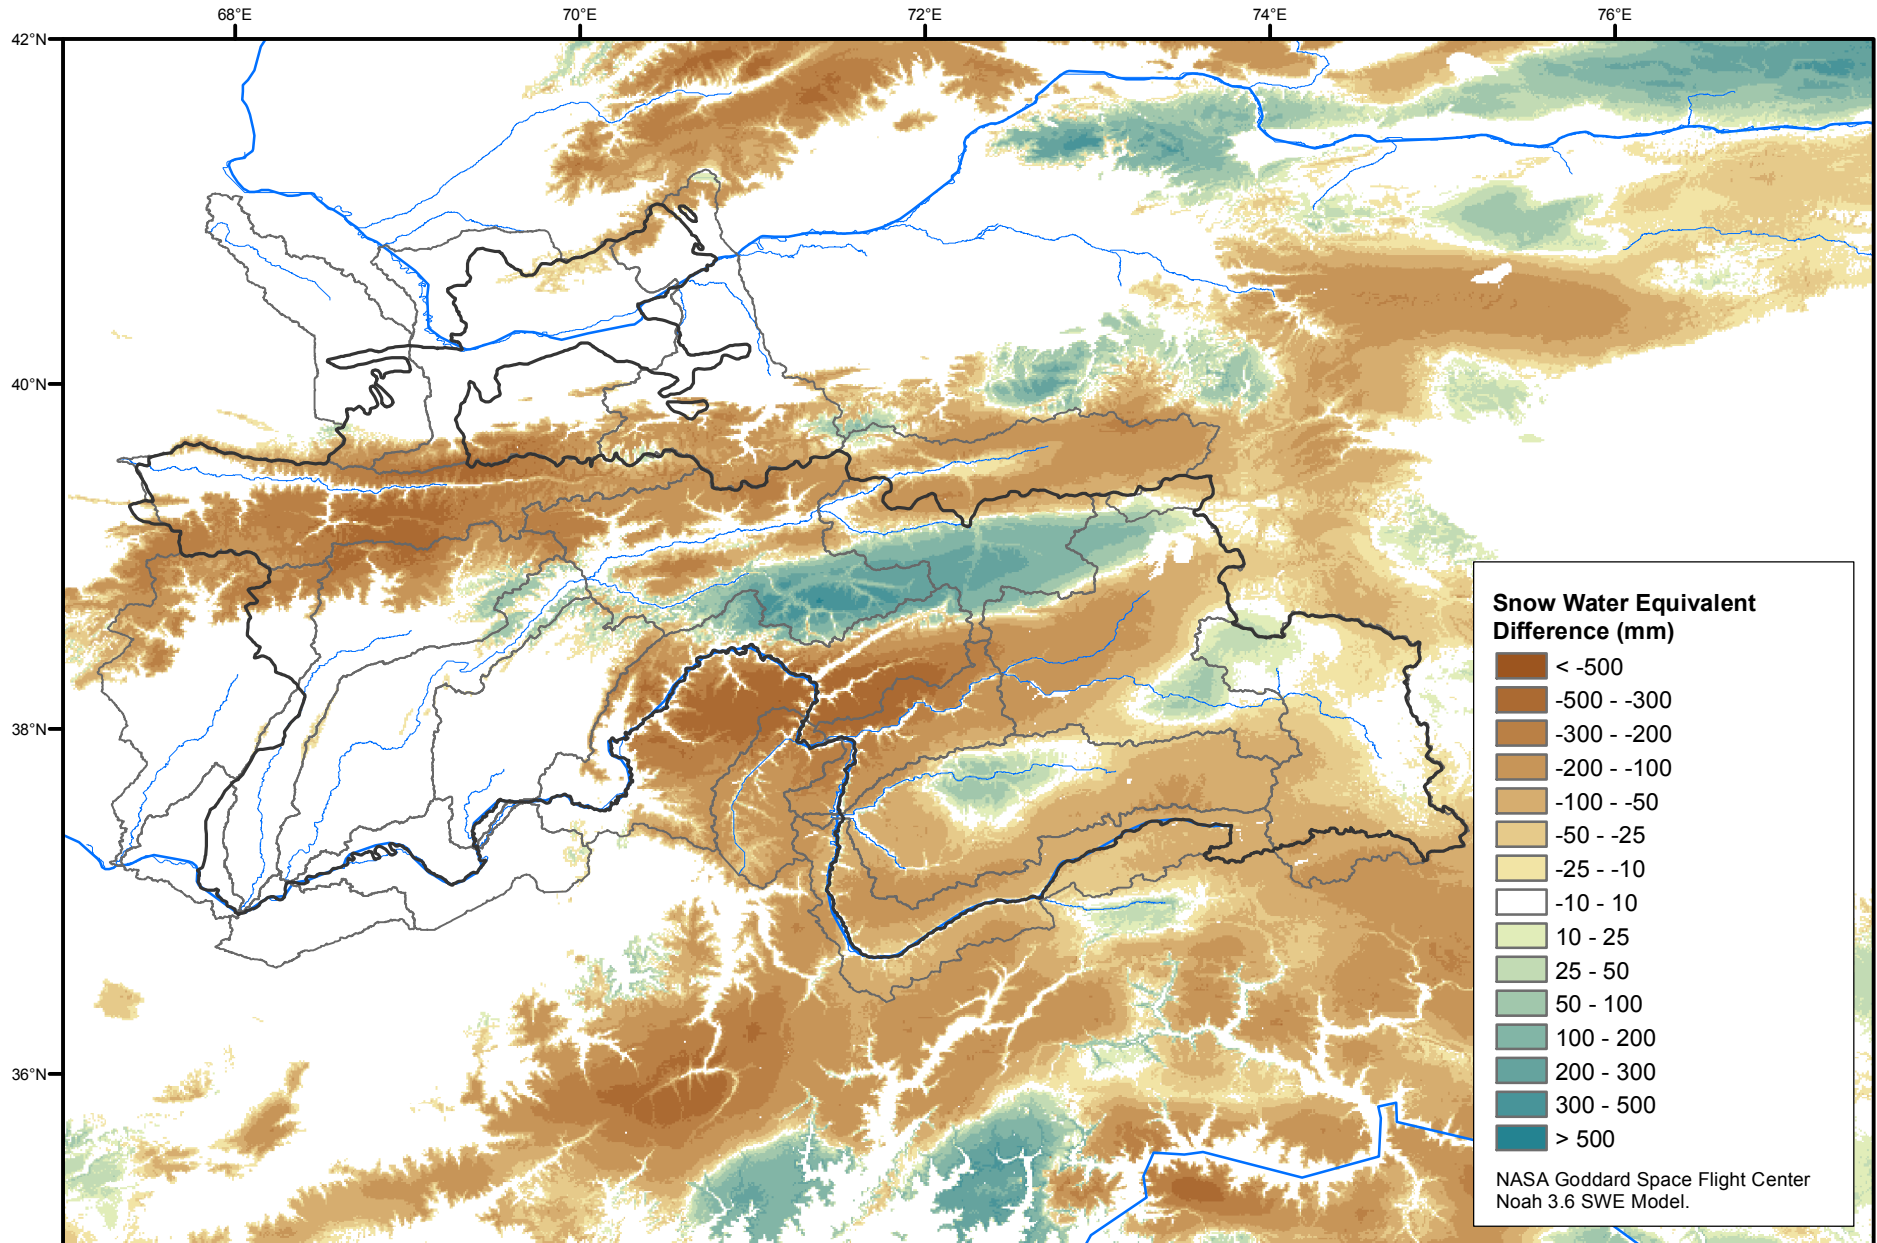 68°E 70°E 72°E 74°E 76°E
42°N
40°N
38°N
36°N
Snow Water Equivalent
Difference (mm)
< -500
-500 - -300
-300 - -200
-200 - -100
-100 - -50
-50 - -25
-25 - -10
-10 - 10
10 - 25
25 - 50
50 - 100
100 - 200
200 - 300
300 - 500
> 500
NASA Goddard Space Flight Center
Noah 3.6 SWE Model.